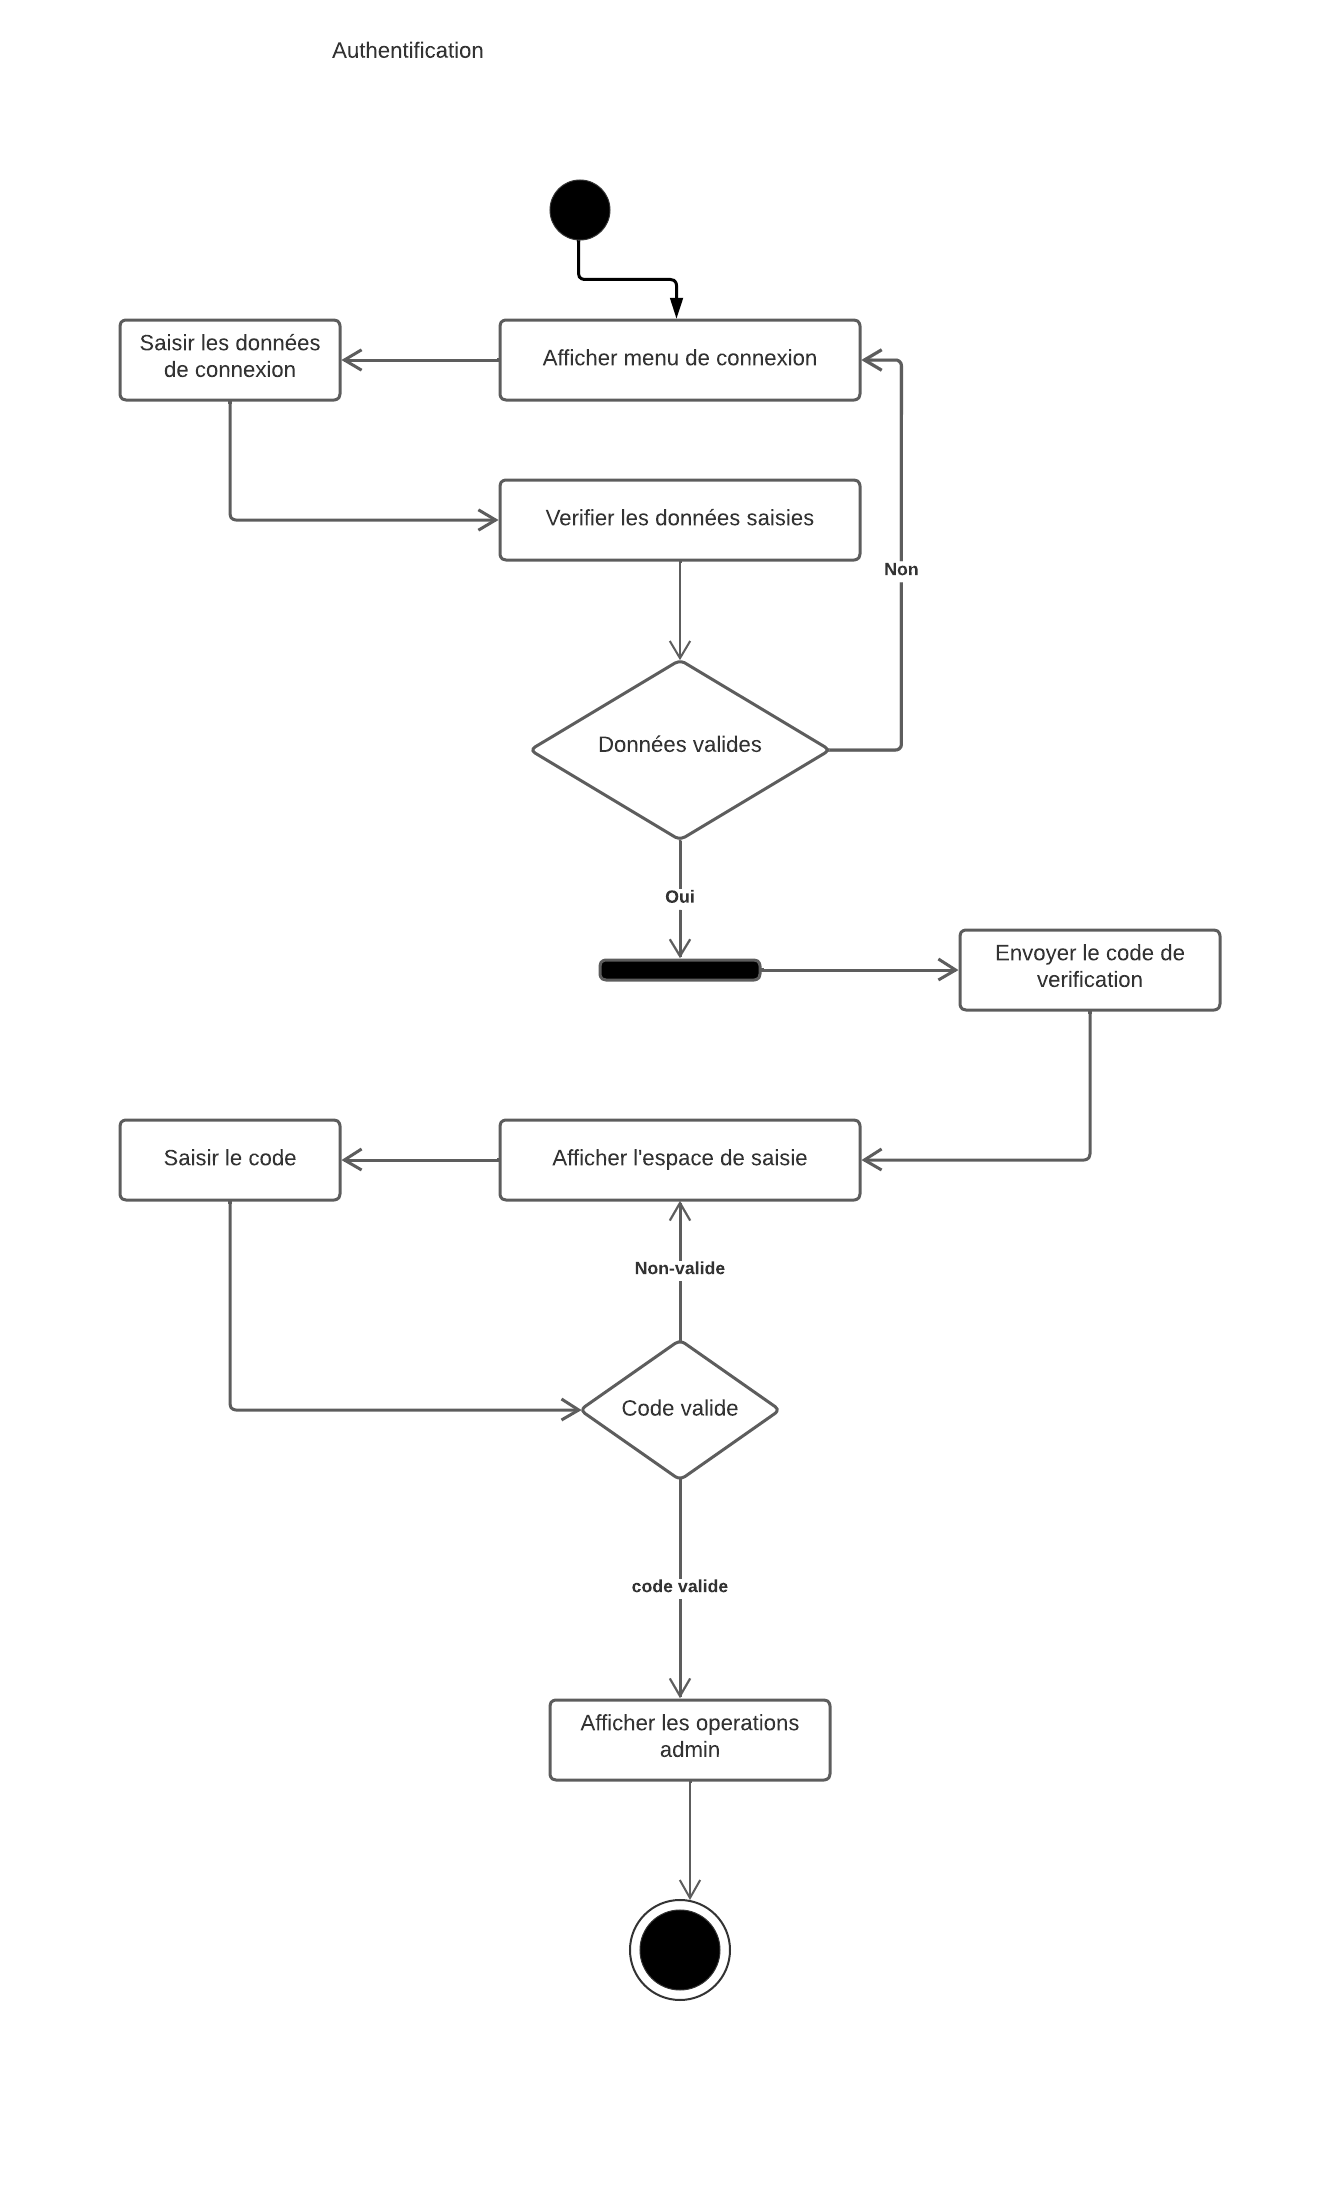 Authentification
Saisir les données
de connexion
Afficher menu de connexion
Verifier les données saisies
Non
Données valides
Oui
Envoyer le code de
verification
Saisir le code
Afficher l'espace de saisie
Non-valide
Code valide
code valide
Afficher les operations
admin